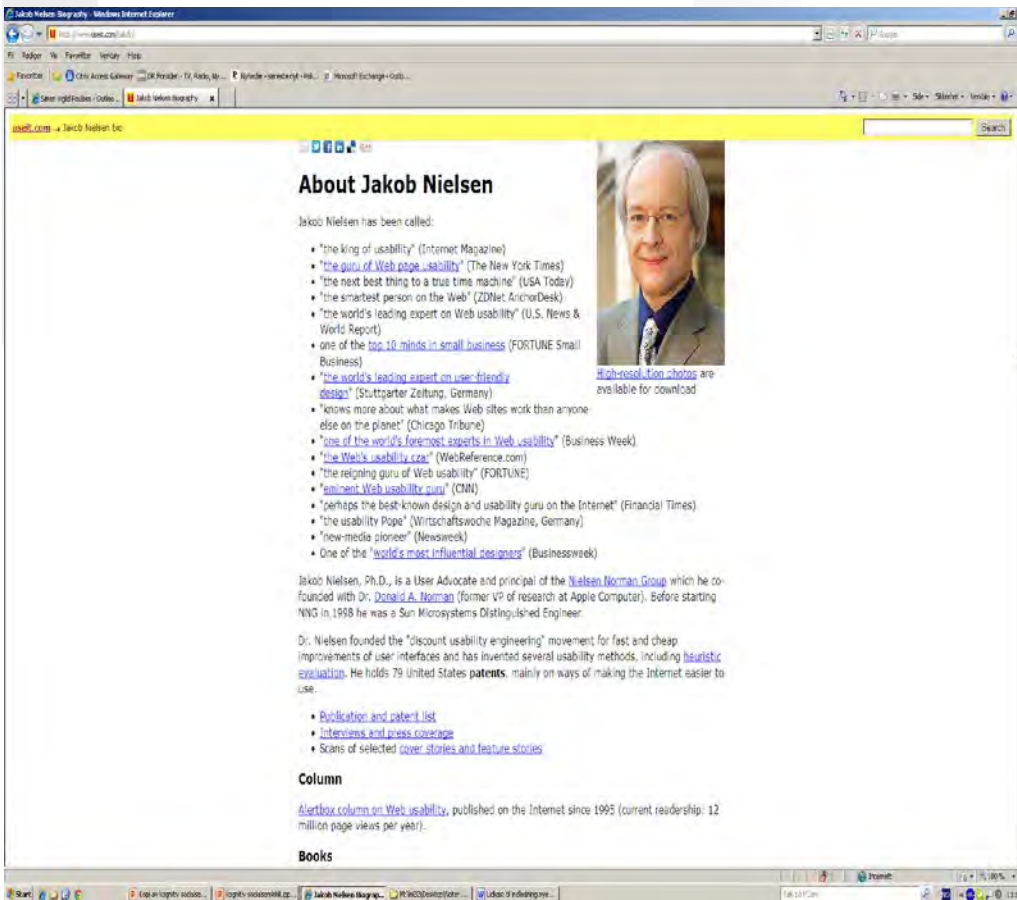 Jakob Nielsen Biography - Windows Internet Explorer
Favoritter
Jakob Nielsen Biography x
useit.com → Jakob Nielsen bio
Search
About Jakob Nielsen
Jakob Nielsen has been called:
• "the king of usability" (Internet Magazine)
• "the guru of Web page usability" (The New York Times)
• "the next best thing to a true time machine" (USA Today)
• "the smartest person on the Web" (ZDNet AnchorDesk)
• "the world's leading expert on Web usability" (U.S. News &
World Report)
• one of the top 10 minds in small business (FORTUNE Small
Business)
• "the world's leading expert on user-friendly
design" (Stuttgarter Zeitung, Germany)
• "knows more about what makes Web sites work than anyone
else on the planet" (Chicago Tribune)
• "one of the world's foremost experts in Web usability" (Business Week)
• "the Web's usability czar" (WebReference.com)
• "the reigning guru of Web usability" (FORTUNE)
• "eminent Web usability guru" (CNN)
• "perhaps the best-known design and usability guru on the Internet" (Financial Times)
• "the usability Pope" (Wirtschaftswoche Magazine, Germany)
• "new-media pioneer" (Newsweek)
• One of the "world's most influential designers" (Businessweek)
High-resolution photos are
available for download
Jakob Nielsen, Ph.D., is a User Advocate and principal of the Nielsen Norman Group which he co-
founded with Dr. Donald A. Norman (former VP of research at Apple Computer). Before starting
NNG in 1998 he was a Sun Microsystems Distinguished Engineer.
Dr. Nielsen founded the "discount usability engineering" movement for fast and cheap
improvements of user interfaces and has invented several usability methods, including heuristic
evaluation. He holds 79 United States patents, mainly on ways of making the Internet easier to
use.
• Publication and patent list
• Interviews and press coverage
• Scans of selected cover stories and feature stories
Column
Alertbox column on Web usability, published on the Internet since 1995 (current readership: 12
million page views per year).
Books
Internet
100%
Start
Jakob Nielsen Biograp...